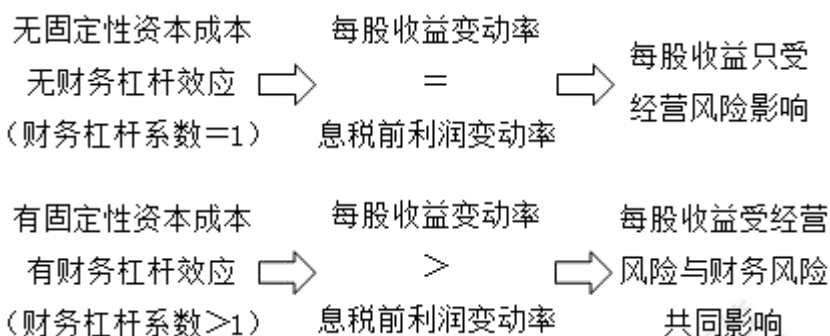 无固定性资本成本
无财务杠杆效应
（财务杠杆系数＝1）
每股收益变动率
＝
息税前利润变动率
每股收益只受
经营风险影响
有固定性资本成本
有财务杠杆效应
（财务杠杆系数＞1）
每股收益变动率
＞
息税前利润变动率
每股收益受经营
风险与财务风险
共同影响